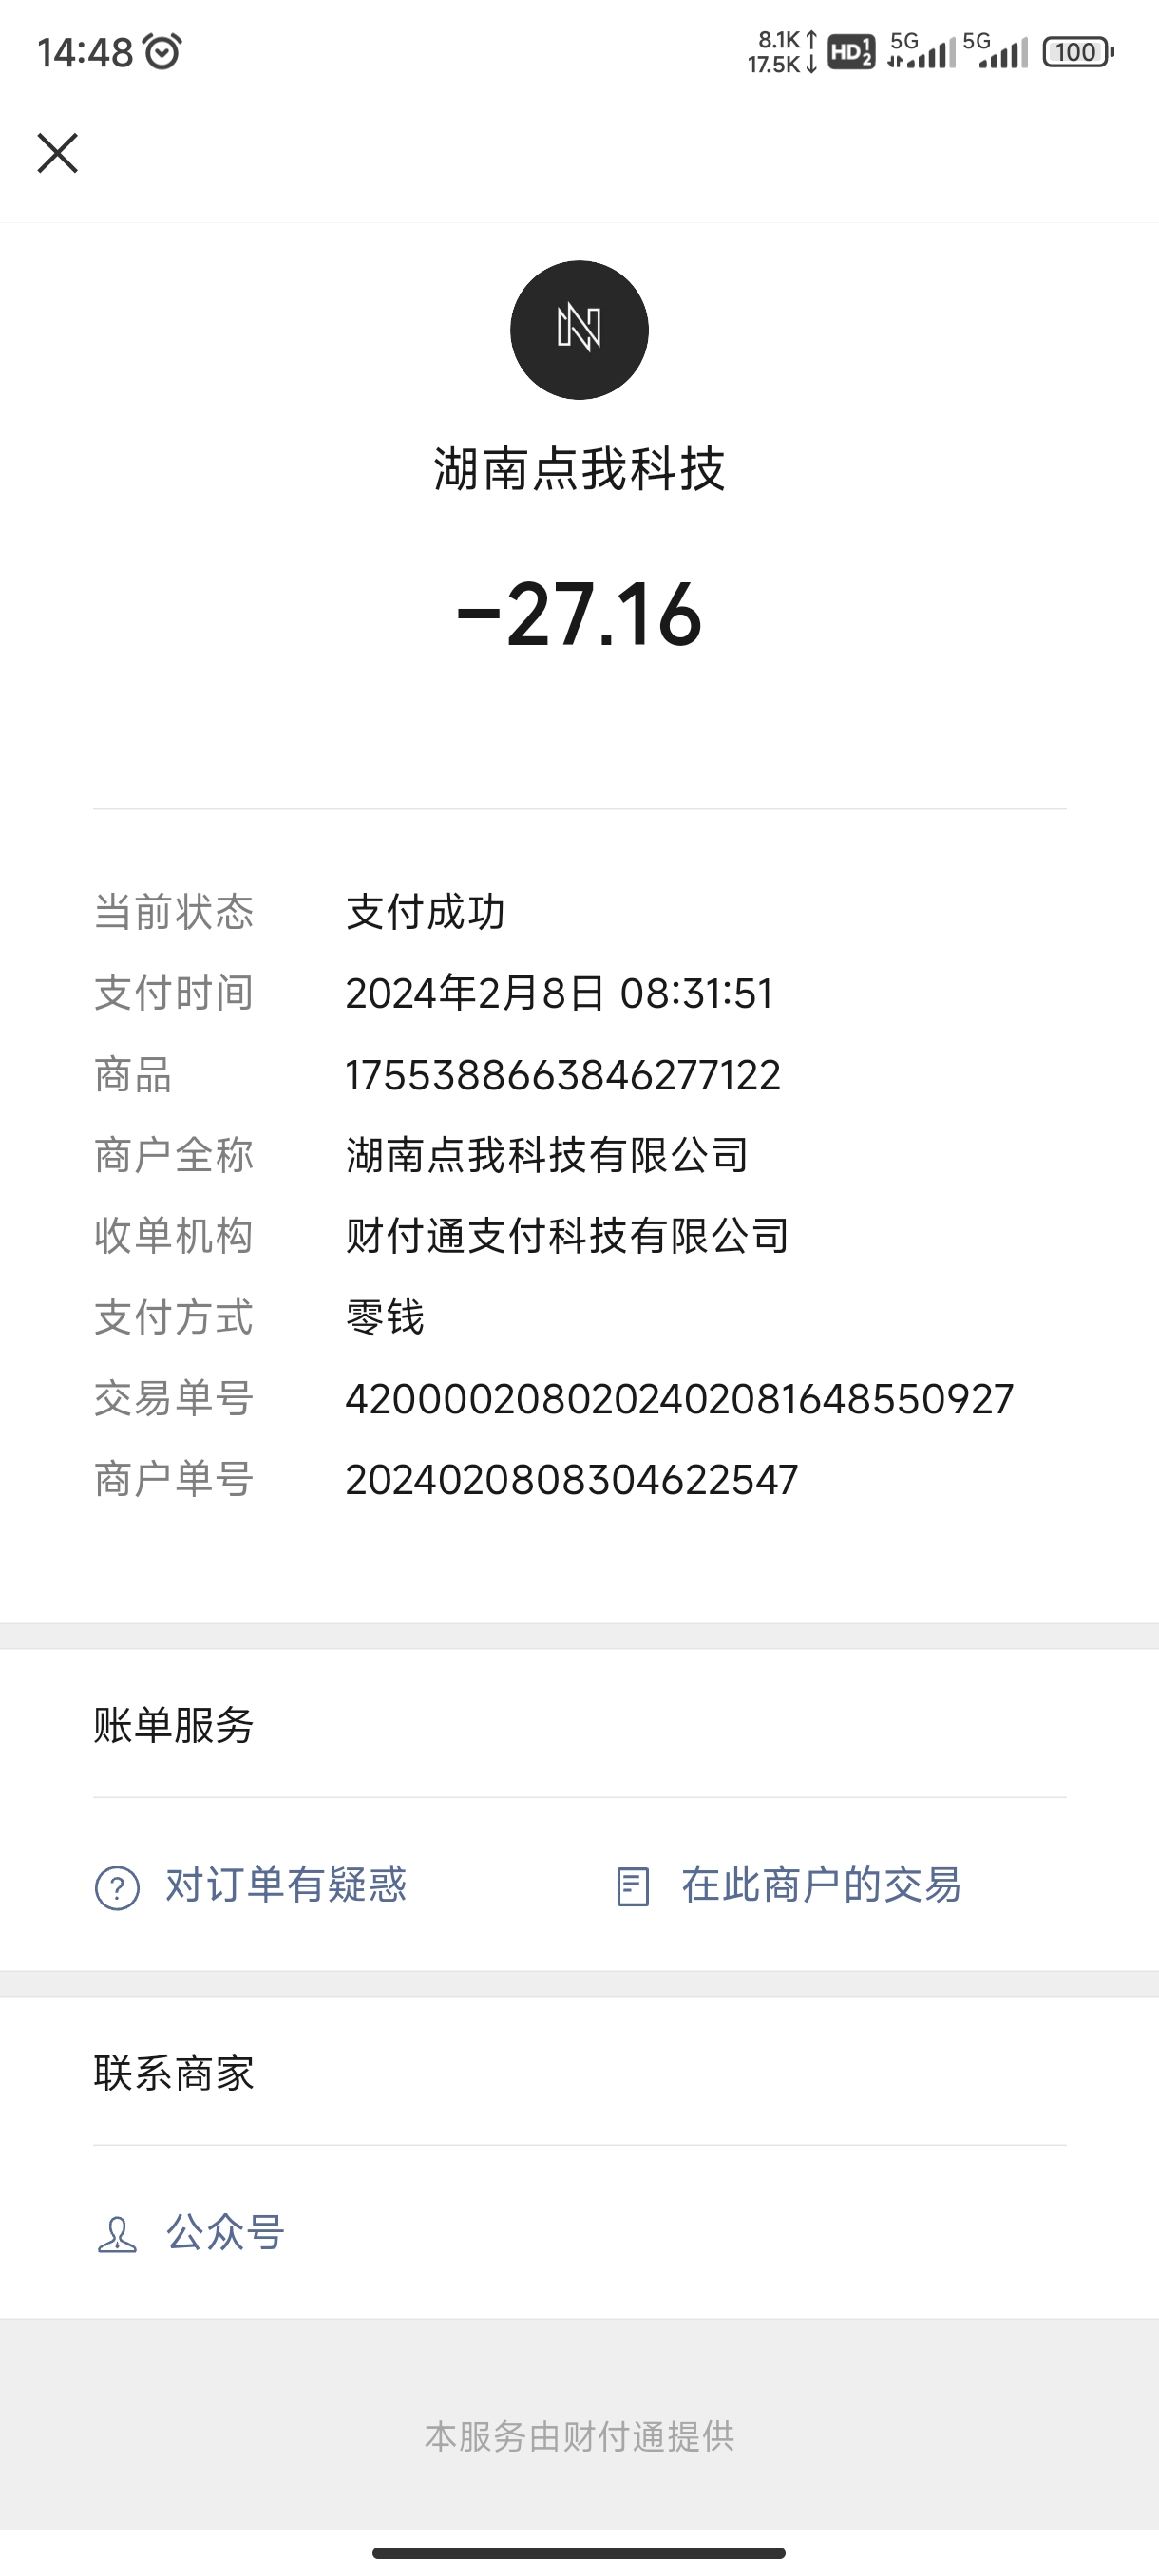 14:48
8.1K↑
17.5K↓
HD 1 2
5G
5G
100
湖南点我科技
-27.16
当前状态 支付成功
支付时间 2024年2月8日 08:31:51
商品 1755388663846277122
商户全称 湖南点我科技有限公司
收单机构 财付通支付科技有限公司
支付方式 零钱
交易单号 4200002080202402081648550927
商户单号 2024020808304622547
账单服务
对订单有疑惑 在此商户的交易
联系商家
公众号
本服务由财付通提供